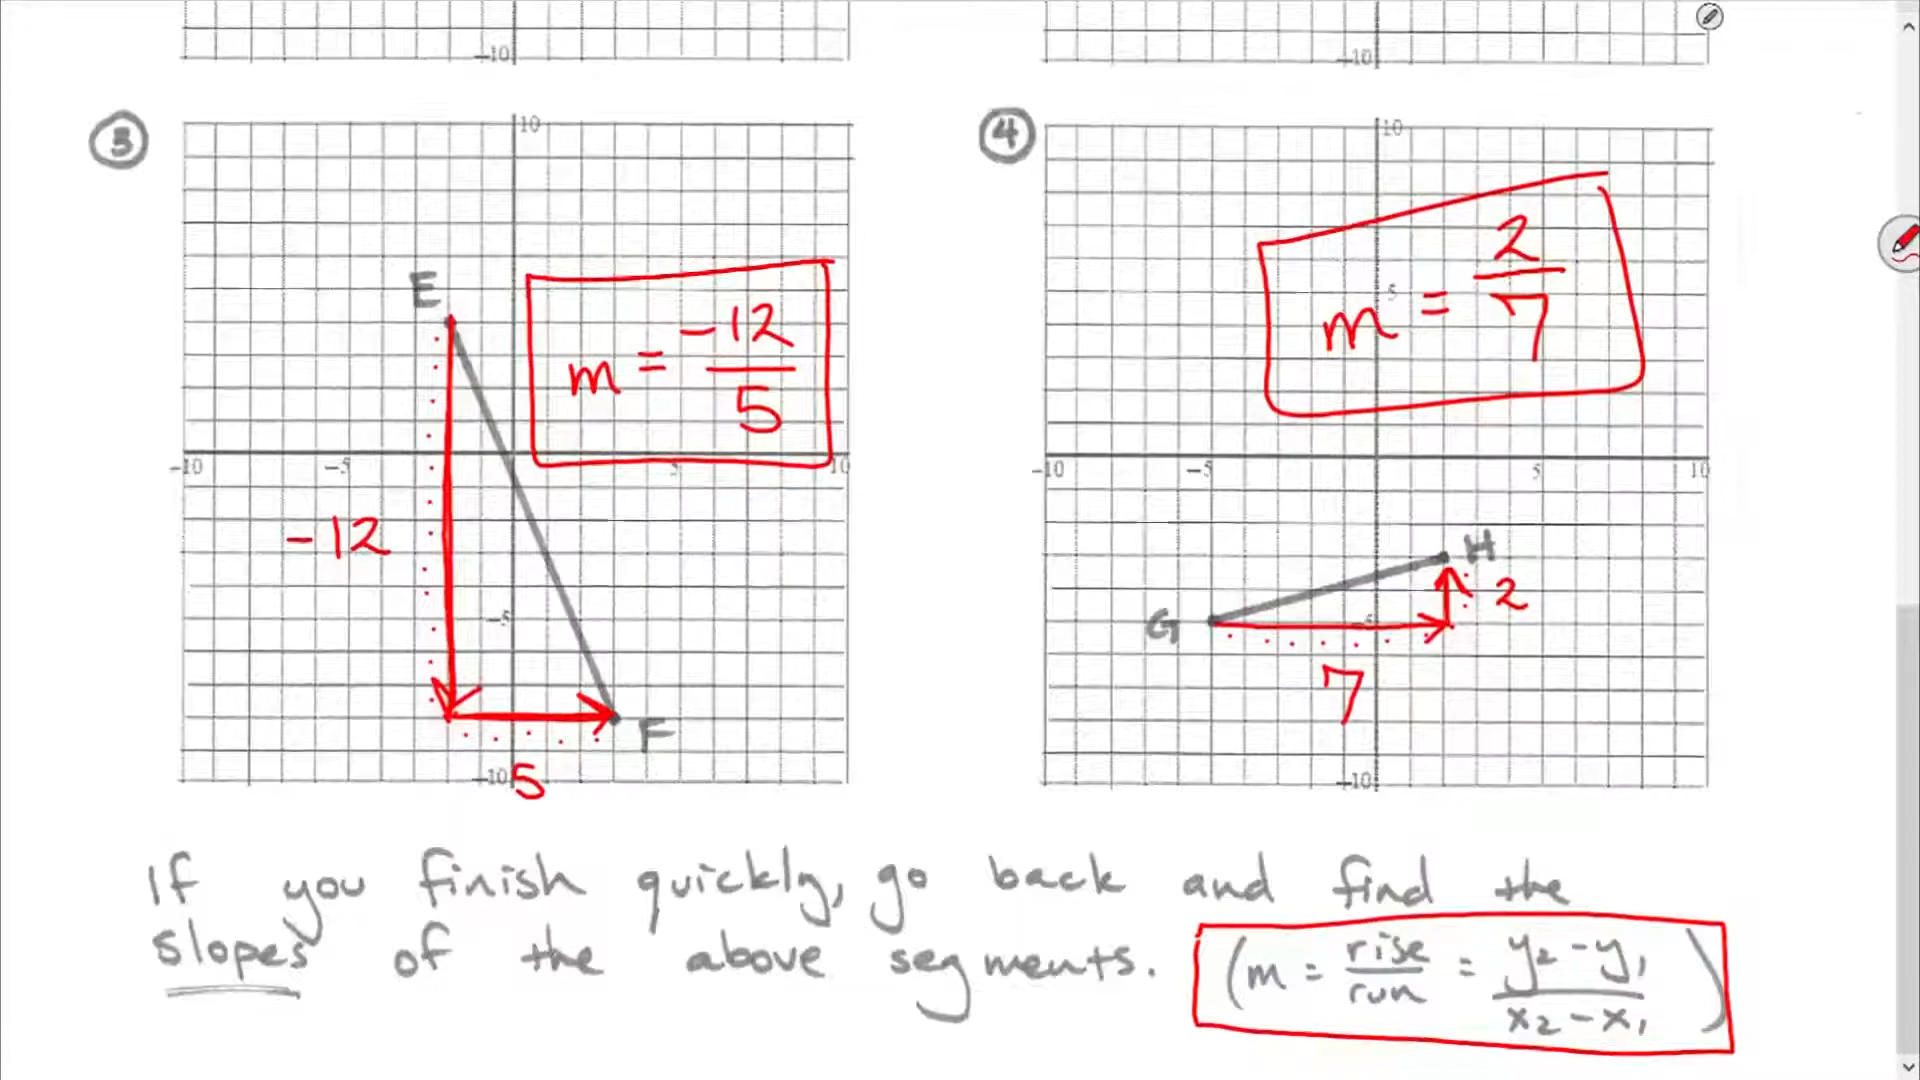 -10
-10
3
10
E
m = -12/5
-10
-5
5
10
-12
-5
F
-10
5
4
10
m = 2/7
5
-10
-5
5
10
H
2
G
-5
7
-10
If you finish quickly, go back and find the
slopes of the above segments. (m = rise/run = y₂-y₁/x₂-x₁)